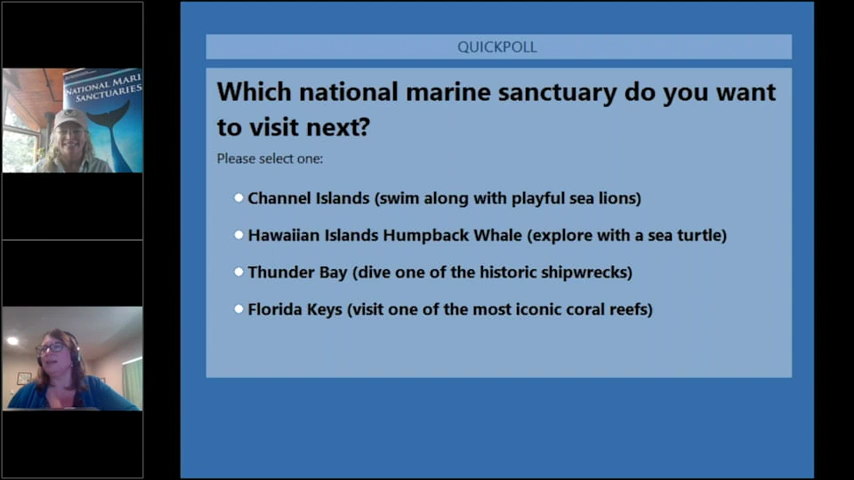 QUICKPOLL
Which national marine sanctuary do you want
to visit next?
Please select one:
Channel Islands (swim along with playful sea lions)
Hawaiian Islands Humpback Whale (explore with a sea turtle)
Thunder Bay (dive one of the historic shipwrecks)
Florida Keys (visit one of the most iconic coral reefs)
NATIONAL MARI
SANCTUARIES